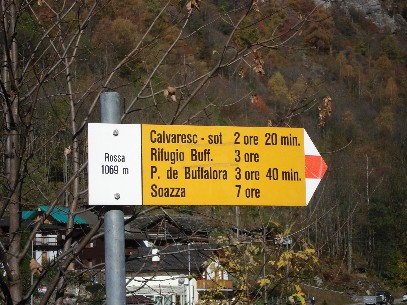 Rossa
1069 m
Calvaresc - sot 2 ore 20 min.
Rifugio Buff. 3 ore
P. de Buffalora 3 ore 40 min.
Soazza 7 ore